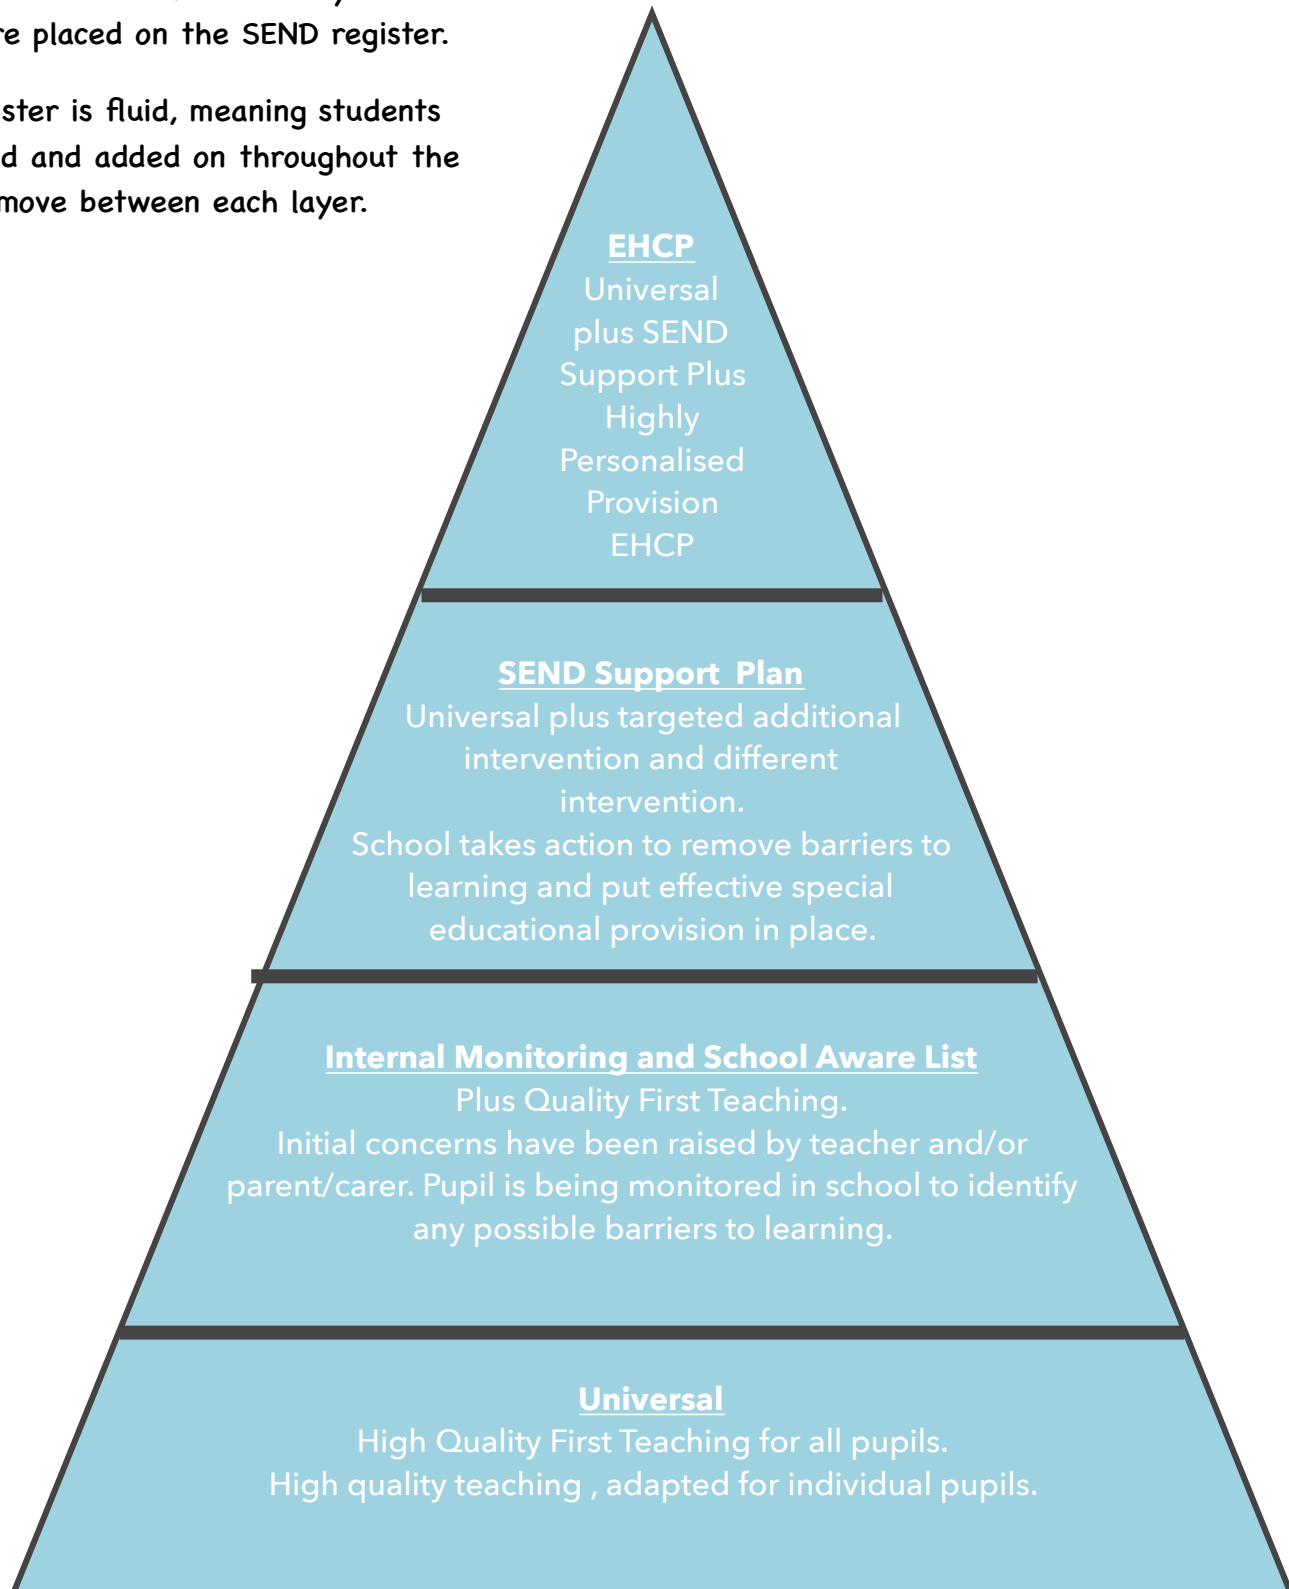 re placed on the SEND register.
ster is fluid, meaning students
d and added on throughout the
move between each layer.
EHCP
Universal
plus SEND
Support Plus
Highly
Personalised
Provision
EHCP
SEND Support Plan
Universal plus targeted additional
intervention and different
intervention.
School takes action to remove barriers to
learning and put effective special
educational provision in place.
Internal Monitoring and School Aware List
Plus Quality First Teaching.
Initial concerns have been raised by teacher and/or
parent/carer. Pupil is being monitored in school to identify
any possible barriers to learning.
Universal
High Quality First Teaching for all pupils.
High quality teaching , adapted for individual pupils.